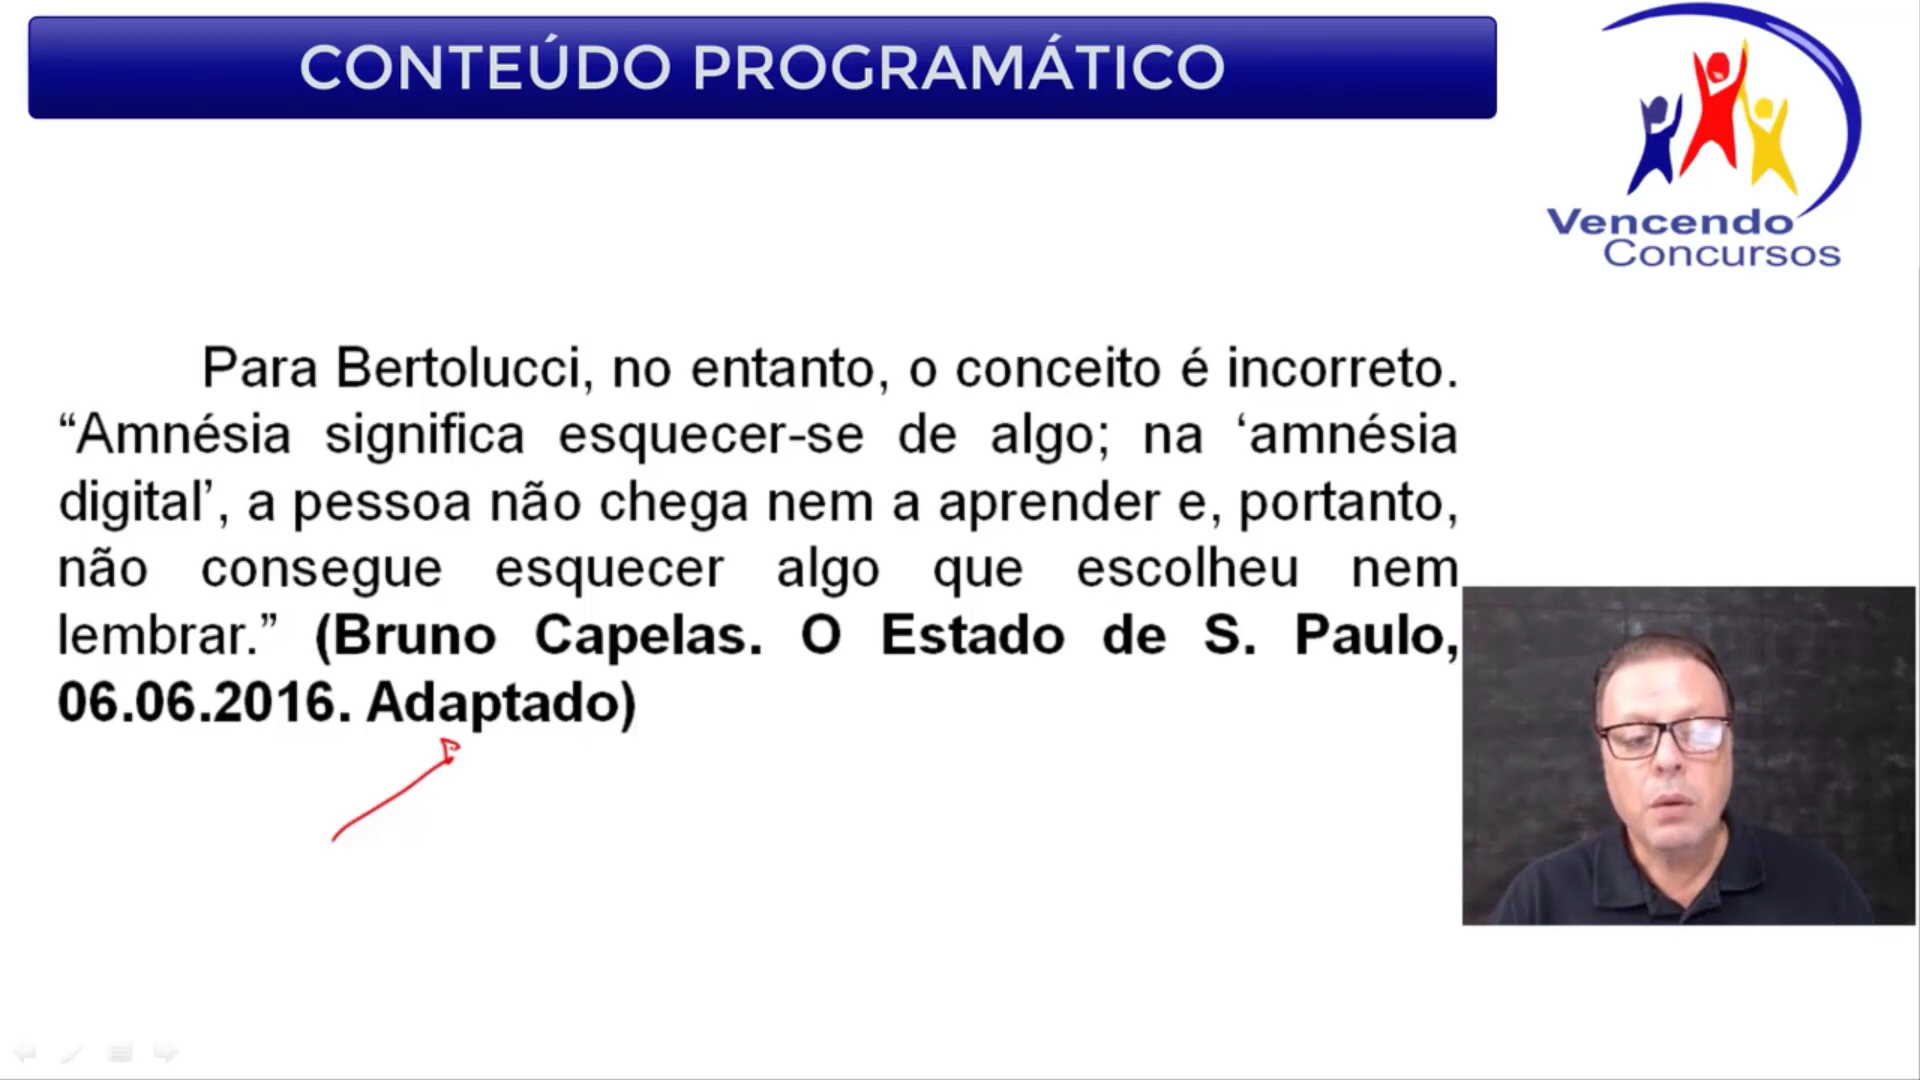 CONTEÚDO PROGRAMÁTICO
Vencendo
Concursos
Para Bertolucci, no entanto, o conceito é incorreto.
“Amnésia significa esquecer-se de algo; na ‘amnésia
digital’, a pessoa não chega nem a aprender e, portanto,
não consegue esquecer algo que escolheu nem
lembrar.” (Bruno Capelas. O Estado de S. Paulo,
06.06.2016. Adaptado)